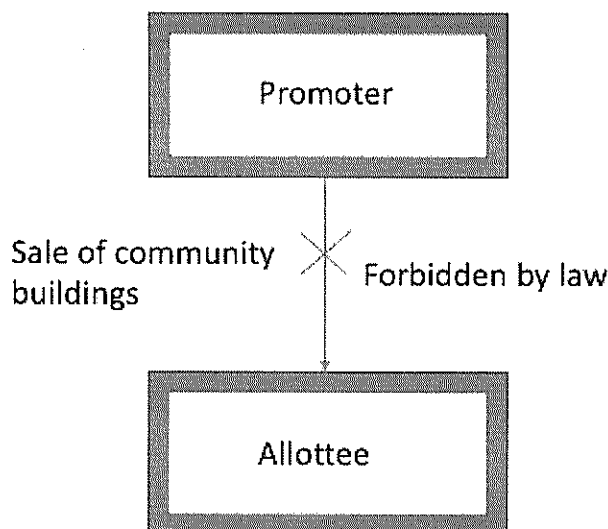 Promoter
Sale of community
buildings
Forbidden by law
Allottee